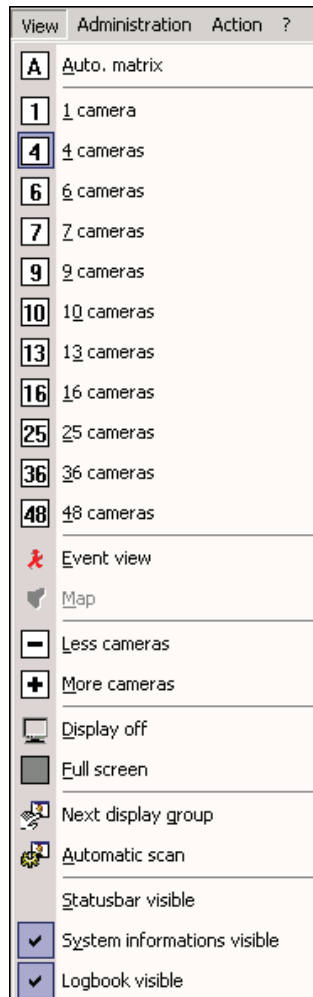 View Administration Action ?
A Auto. matrix
1 1 camera
4 4 cameras
6 6 cameras
7 7 cameras
9 9 cameras
10 10 cameras
13 13 cameras
16 16 cameras
25 25 cameras
36 36 cameras
48 48 cameras
Event view
Map
Less cameras
More cameras
Display off
Full screen
Next display group
Automatic scan
Statusbar visible
System informations visible
Logbook visible